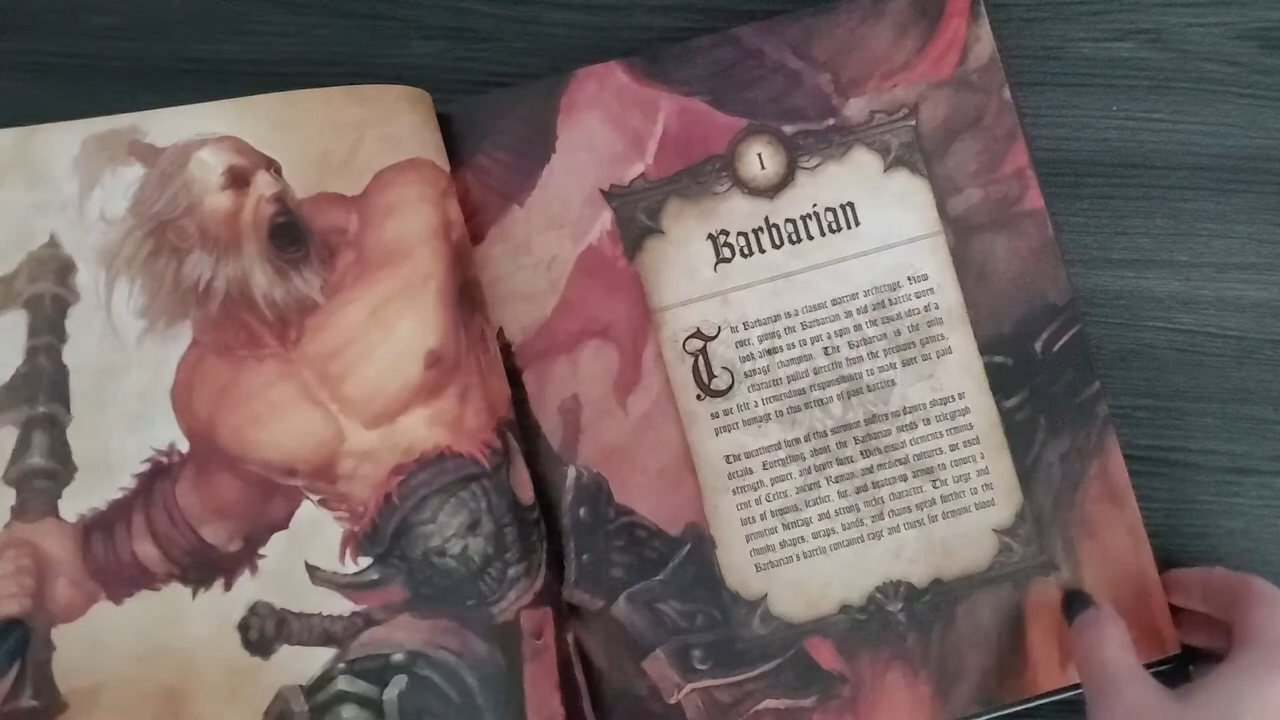 I
Barbarian
The Barbarian is a classic warrior archetype. How
ever, giving the Barbarian an old and battle-worn
look allows us to put a spin on the usual idea of a
savage champion. The Barbarian is the only
character pulled directly from the previous games,
so we felt a tremendous responsibility to make sure we paid
proper homage to this veteran of past battles.
The weathered form of this survivor suffers no dainty shapes or
details. Everything about the Barbarian needs to telegraph
strength, power, and brute force. With visual elements reminis
cent of Celtic, ancient Roman, and medieval cultures, we used
lots of browns, leather, fur, and beaten-up armor to convey a
primitive heritage and strong melee character. The large and
chunky shapes, wraps, bands, and chains speak further to the
Barbarian's barely contained rage and thirst for demonic blood.